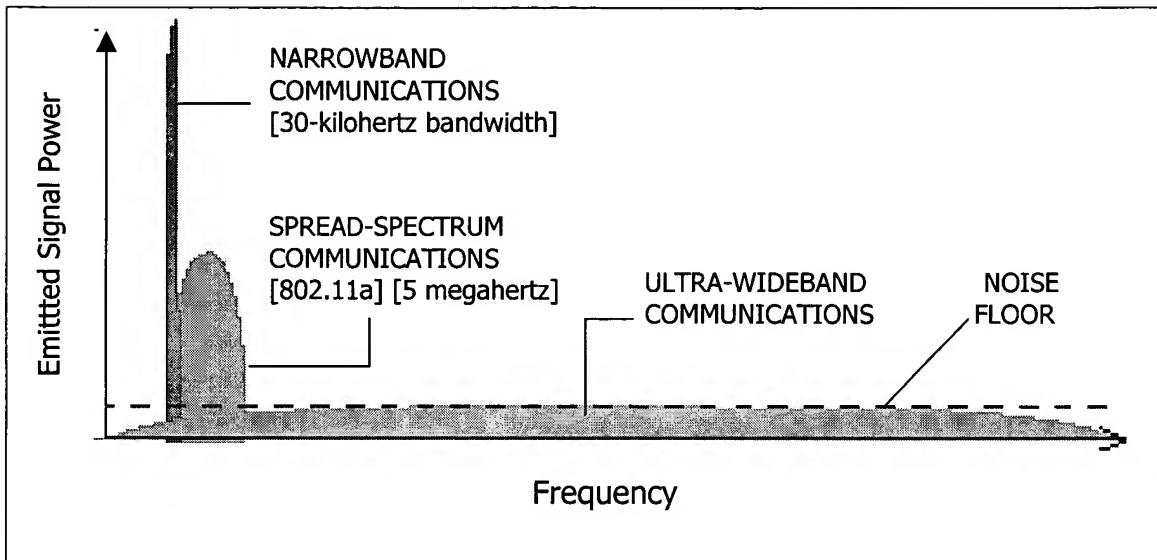 NARROWBAND
COMMUNICATIONS
[30-kilohertz bandwidth]
SPREAD-SPECTRUM
COMMUNICATIONS
[802.11a] [5 megahertz]
ULTRA-WIDEBAND
COMMUNICATIONS
NOISE
FLOOR
Emitttted Signal Power
Frequency